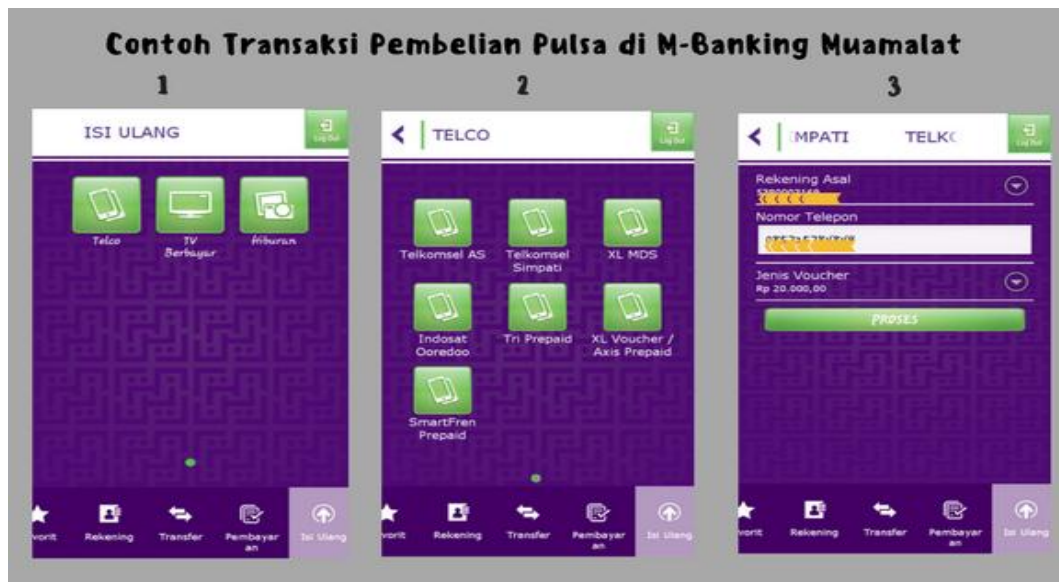 Contoh Transaksi Pembelian Pulsa di M-Banking Muamalat
1
ISI ULANG
Log Out
Telco
TV Berbayar
Hiburan
vorit
Rekening
Transfer
Pembayar
an
Isi Ulang
2
TELCO
Log Out
Telkomsel AS
Telkomsel
Simpati
XL MDS
Indosat
Ooredoo
Tri Prepaid
XL Voucher /
Axis Prepaid
SmartFren
Prepaid
vorit
Rekening
Transfer
Pembayar
an
Isi Ulang
3
MPATI TELK
Log Out
Rekening Asal
Nomor Telepon
Jenis Voucher
Rp 20.000,00
PROSES
vorit
Rekening
Transfer
Pembayar
an
Isi Ulang